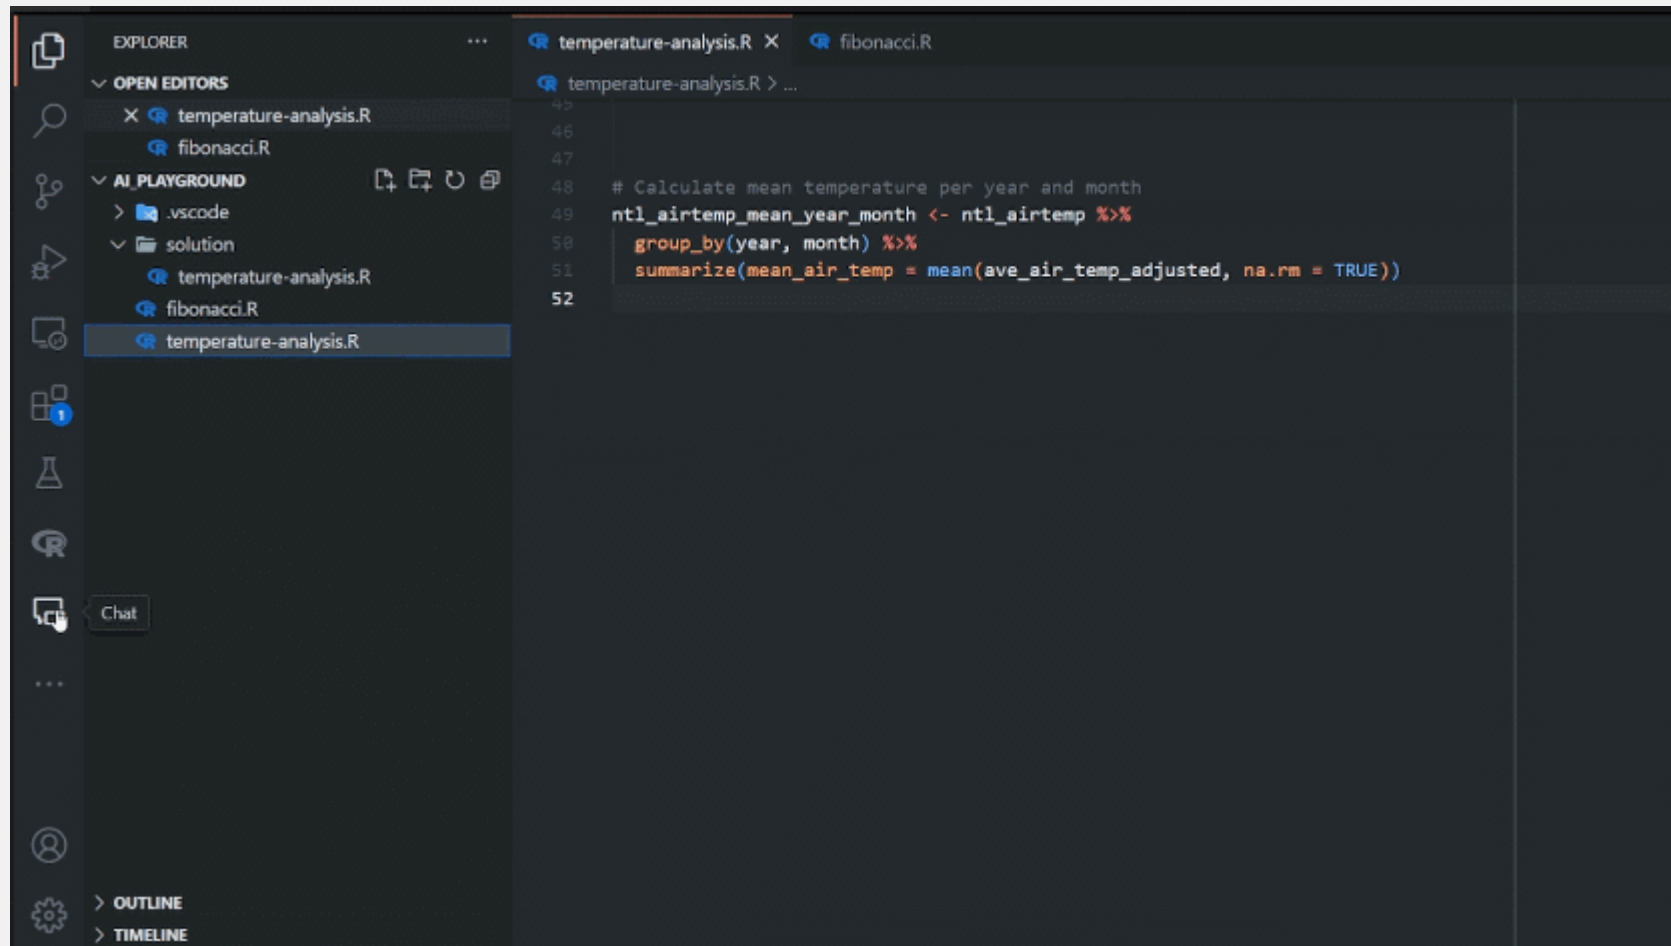 EXPLORER
OPEN EDITORS
temperature-analysis.R
fibonacci.R
AI_PLAYGROUND
.vscode
solution
temperature-analysis.R
fibonacci.R
temperature-analysis.R
1
Chat
OUTLINE
TIMELINE
temperature-analysis.R fibonacci.R
temperature-analysis.R > ...
45
46
47
48 # Calculate mean temperature per year and month
49 ntl_airtemp_mean_year_month <- ntl_airtemp %>%
50 group_by(year, month) %>%
51 summarize(mean_air_temp = mean(ave_air_temp_adjusted, na.rm = TRUE))
52